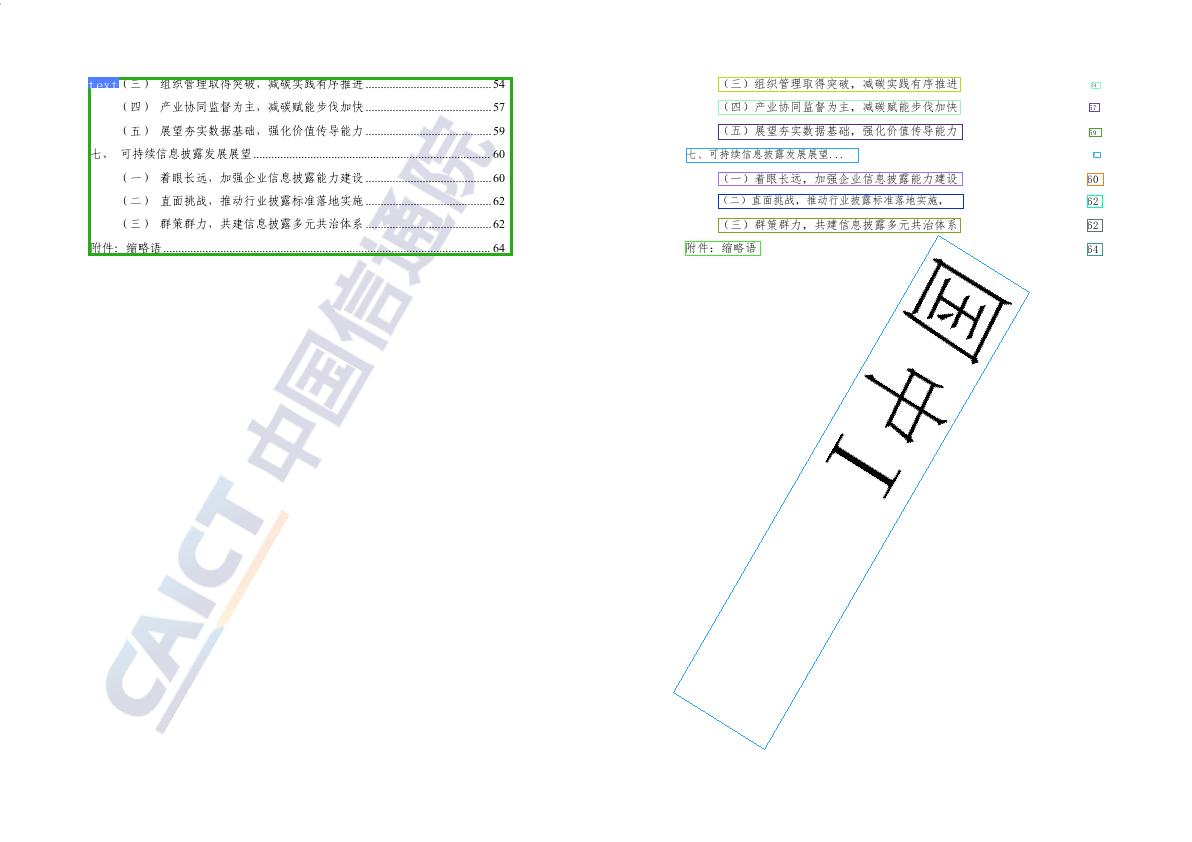 text
（三） 组织管理取得突破，减碳实践有序推进 54
（四） 产业协同监督为主，减碳赋能步伐加快 57
（五） 展望夯实数据基础，强化价值传导能力 59
七、 可持续信息披露发展展望 60
（一） 着眼长远，加强企业信息披露能力建设 60
（二） 直面挑战，推动行业披露标准落地实施 62
（三） 群策群力，共建信息披露多元共治体系 62
附件：缩略语 64
CAICT 中国信通院
（三）组织管理取得突破，减碳实践有序推进
（四）产业协同监督为主，减碳赋能步伐加快 57
（五）展望夯实数据基础，强化价值传导能力 59
七、可持续信息披露发展展望...
（一）着眼长远，加强企业信息披露能力建设 60
（二）直面挑战，推动行业披露标准落地实施， 62
（三）群策群力，共建信息披露多元共治体系 62
附件：缩略语 64
I中国